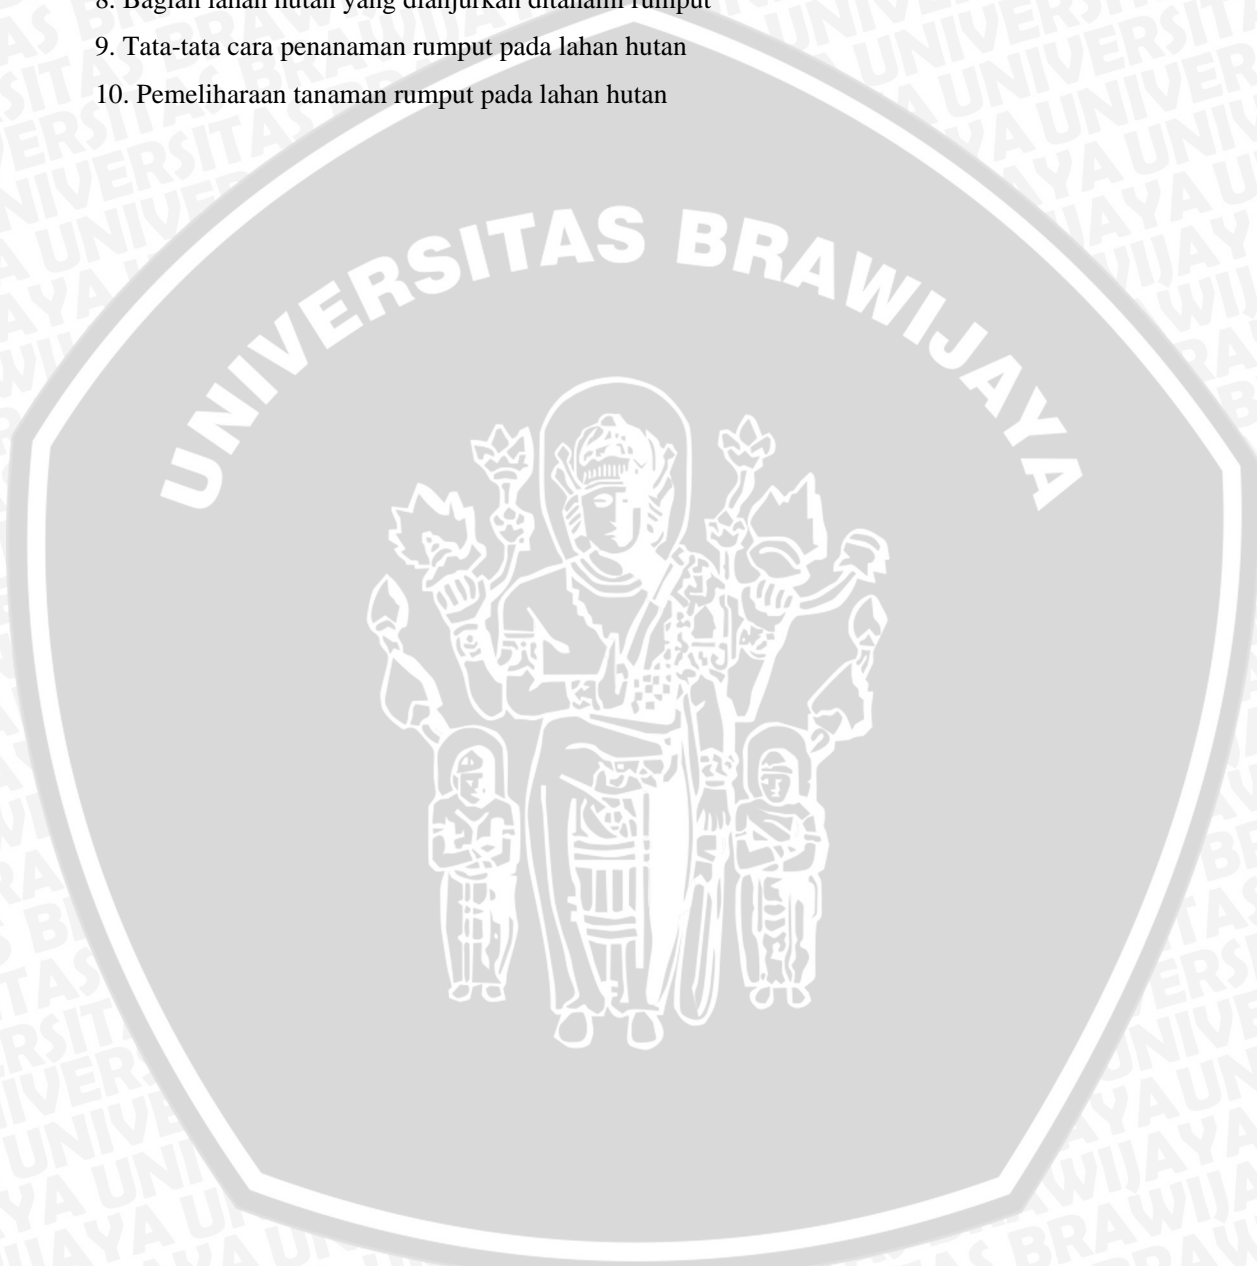 8. Bagian lahan hutan yang dianjurkan ditanami rumput
9. Tata-tata cara penanaman rumput pada lahan hutan
10. Pemeliharaan tanaman rumput pada lahan hutan
UNIVERSITAS BRAWIJAYA